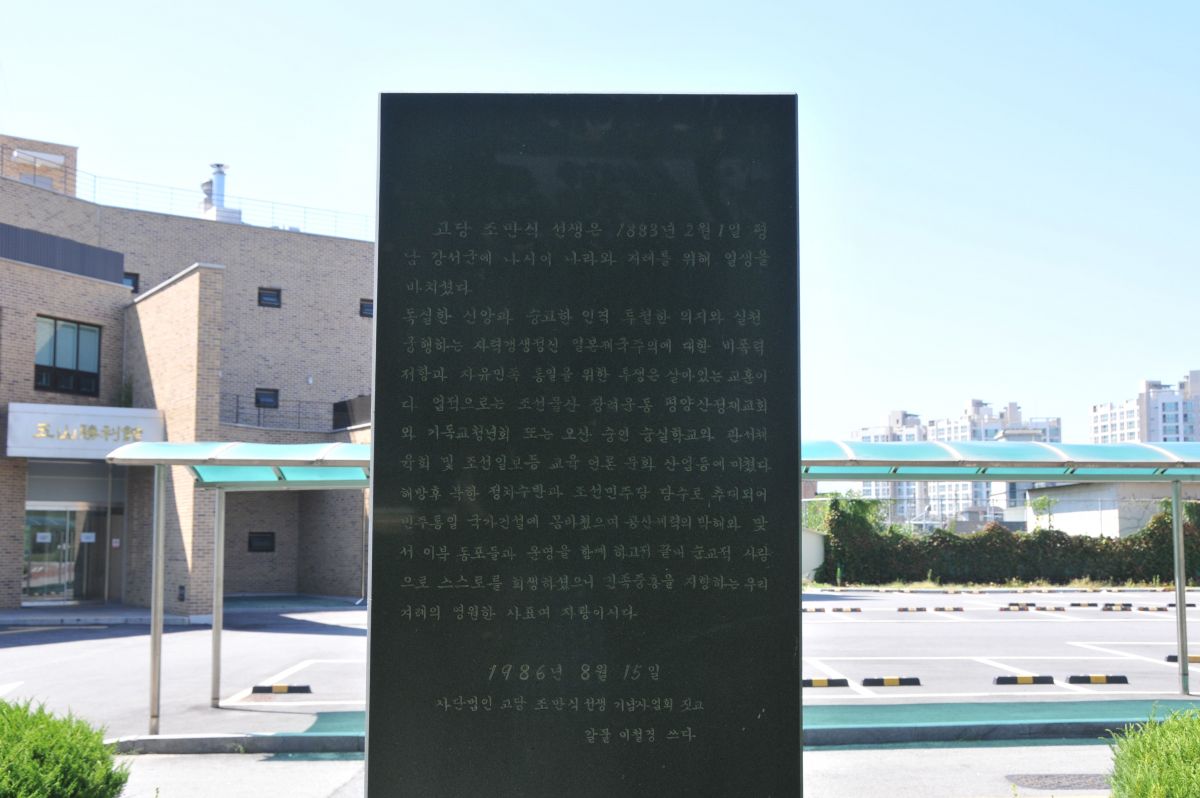 玉山勝利館
고당 조만식 선생은 1883년 2월 1일 평
남 강서군에 나시어 나라와 겨레를 위해 일생을
바치셨다
독실한 신앙과 숭고한 인격 투철한 의지와 실천
궁행하는 자력갱생정신 일본제국주의에 대한 비폭력
저항과 자유민족 통일을 위한 투쟁은 살아있는 교훈이
다. 업적으로는 조선물산 장려운동 평양산정재교회
와 기독교청년회 또는 오산 숭인 숭실학교와 관서체
육회 및 조선일보등 교육 언론 문화 산업등에 미쳤다
해방후 북한 정치수반과 조선민주당 당수로 추대되어
민주통일 국가건설에 몸바쳤으며 공산세력의 박해와 맞
서 이북 동포들과 운명을 함께 하고저 끝내 순교적 사랑
으로 스스로를 희생하셨으니 민족중흥을 지향하는 우리
겨레의 영원한 사표며 자랑이시다
1986년 8월 15일
사단법인 고당 조만식선생 기념사업회 짓고
갈물 이철경 쓰다